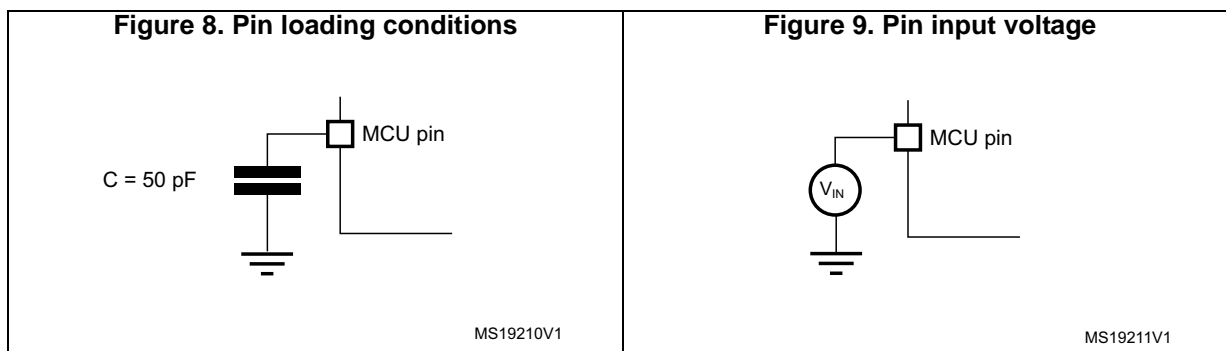 Figure 8. Pin loading conditions
MCU pin
C = 50 pF
MS19210V1
Figure 9. Pin input voltage
MCU pin
VIN
MS19211V1